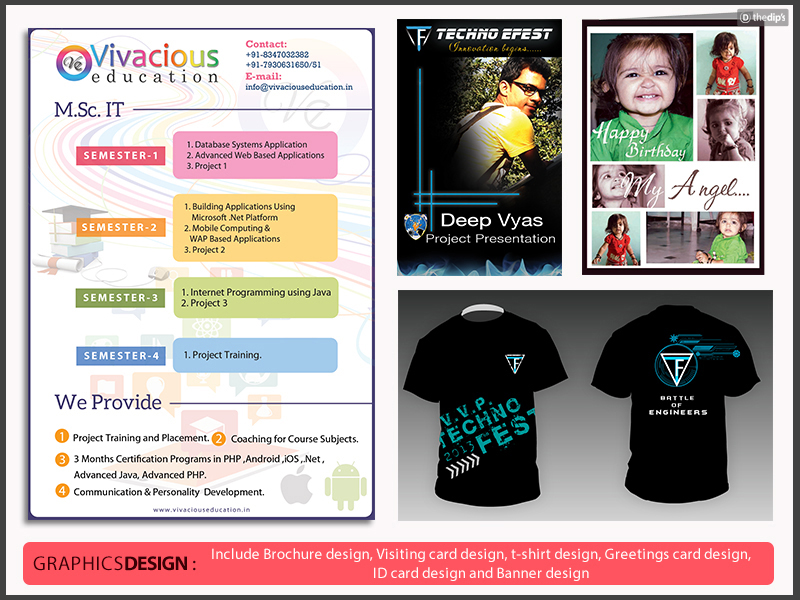 thedip's
Vivacious
education
Contact:
+91-8347032382
+91-7930631650/51
E-mail:
info@vivaciouseducation.in
M.Sc. IT
SEMESTER-1
1. Database Systems Application
2. Advanced Web Based Applications
3. Project 1
SEMESTER-2
1. Building Applications Using
Microsoft .Net Platform
2. Mobile Computing &
WAP Based Applications
3. Project 2
SEMESTER-3
1. Internet Programming using Java
2. Project 3
SEMESTER-4
1. Project Training.
We Provide
1 Project Training and Placement. 2 Coaching for Course Subjects.
3 3 Months Certification Programs in PHP ,Android ,iOS ,.Net ,
Advanced Java, Advanced PHP.
4 Communication & Personality Development.
www.vivaciouseducation.in
TECHNO EFEST
Innovation begins......
Deep Vyas
Project Presentation
Happy
Birthday
My Angel....
V.V.P.
TECHNO
2013 FEST
BATTLE
OF
ENGINEERS
GRAPHICSDESIGN :
Include Brochure design, Visiting card design, t-shirt design, Greetings card design,
ID card design and Banner design